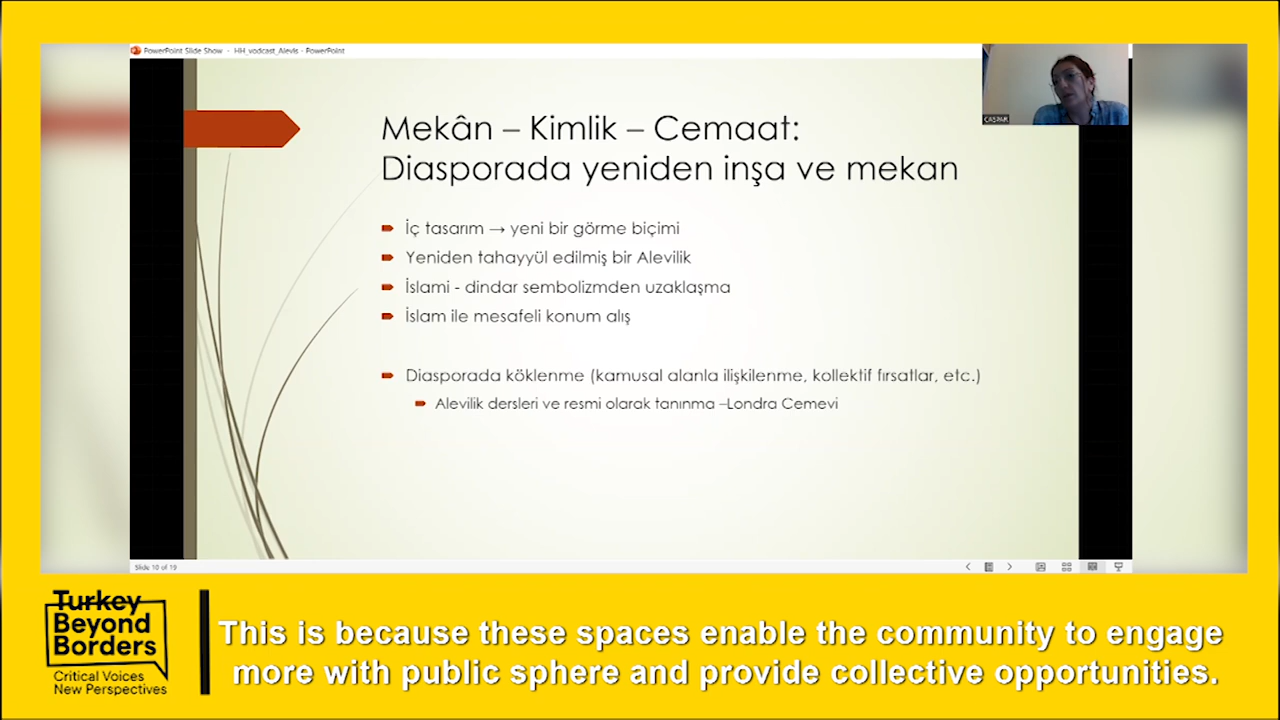 PowerPoint Slide Show - HH_vodcast_Alevis - PowerPoint
CASPAR
Mekân – Kimlik – Cemaat:
Diasporada yeniden inşa ve mekan
İç tasarım → yeni bir görme biçimi
Yeniden tahayyül edilmiş bir Alevilik
İslami - dindar sembolizmden uzaklaşma
İslam ile mesafeli konum alış
Diasporada köklenme (kamusal alanla ilişkilenme, kollektif fırsatlar, etc.)
Alevilik dersleri ve resmi olarak tanınma –Londra Cemevi
Slide 10 of 19
Turkey
Beyond
Borders
Critical Voices
New Perspectives
This is because these spaces enable the community to engage
more with public sphere and provide collective opportunities.